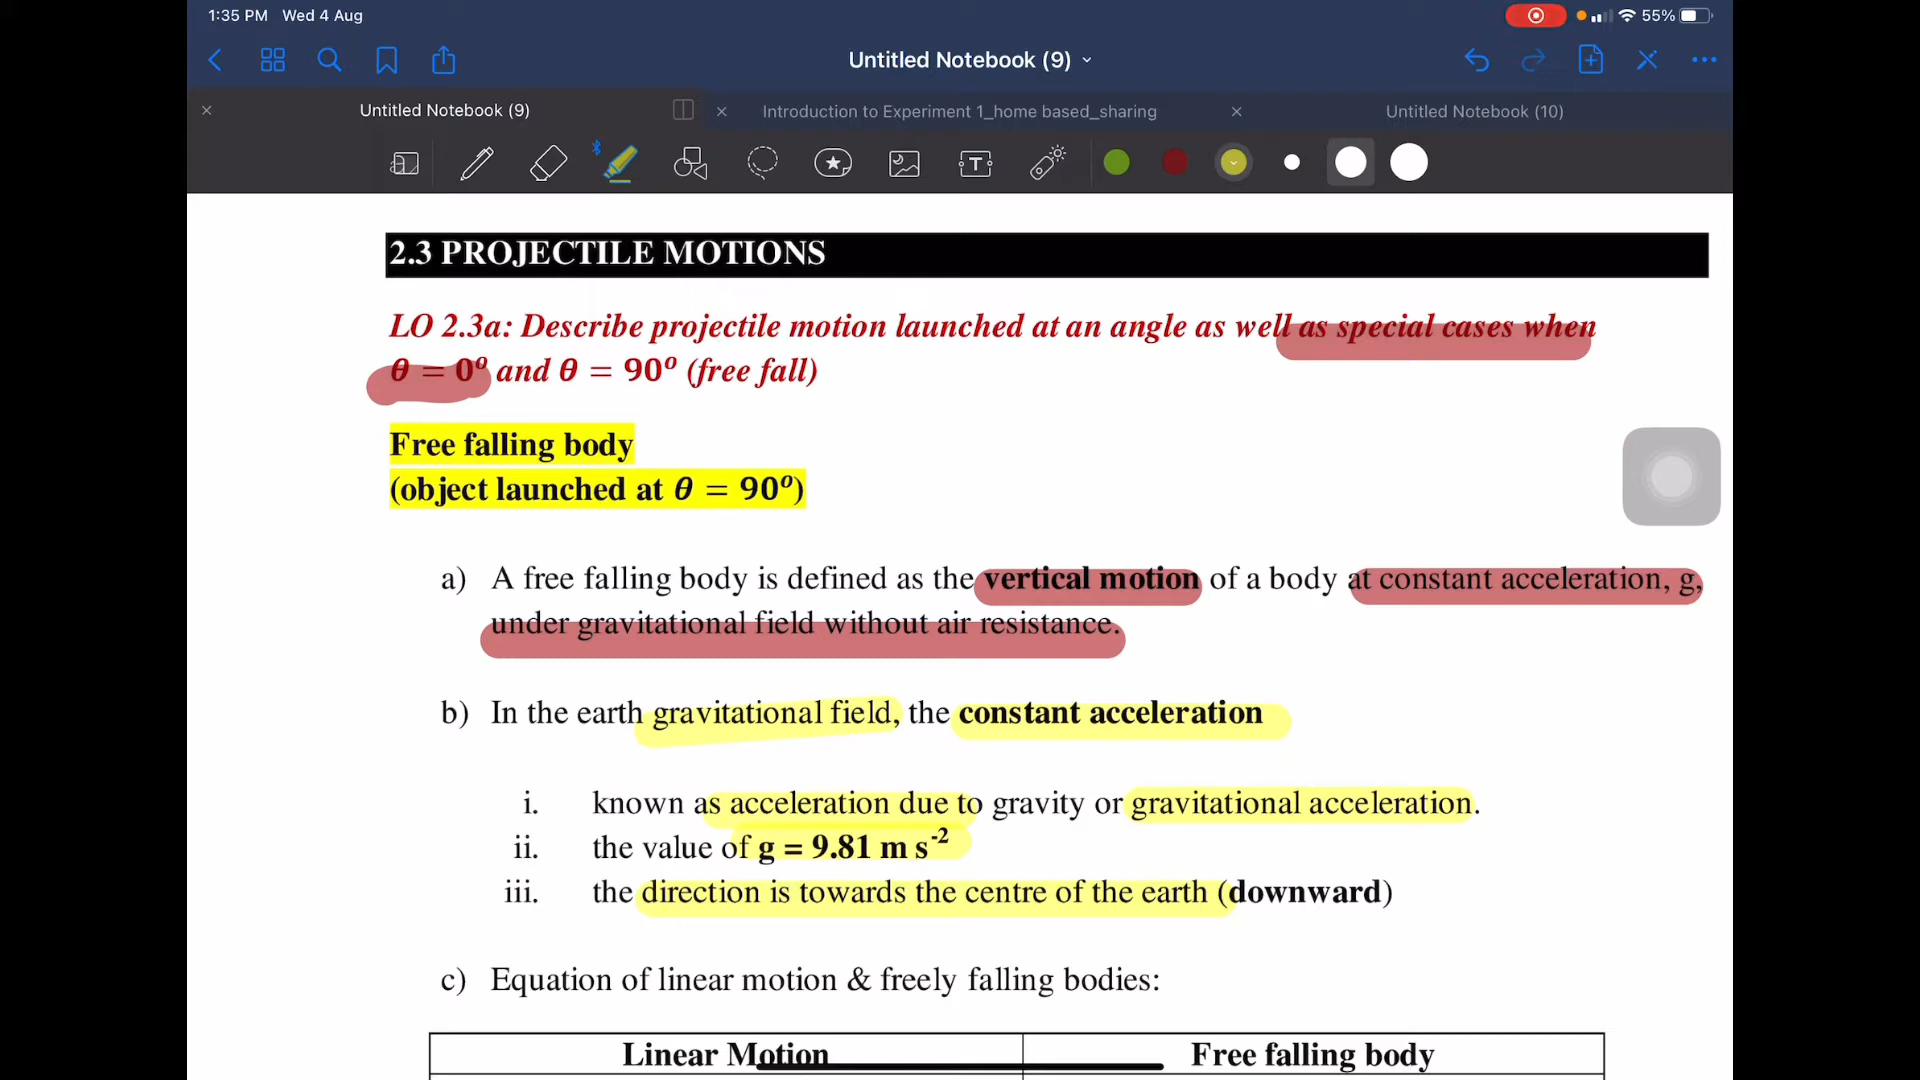 1:35 PM Wed 4 Aug
55%
Untitled Notebook (9)
Untitled Notebook (9)
Introduction to Experiment 1_home based_sharing
Untitled Notebook (10)
2.3 PROJECTILE MOTIONS
LO 2.3a: Describe projectile motion launched at an angle as well as special cases when
θ = 0º and θ = 90º (free fall)
Free falling body
(object launched at θ = 90º)
a) A free falling body is defined as the vertical motion of a body at constant acceleration, g,
under gravitational field without air resistance.
b) In the earth gravitational field, the constant acceleration
i. known as acceleration due to gravity or gravitational acceleration.
ii. the value of g = 9.81 m s⁻²
iii. the direction is towards the centre of the earth (downward)
c) Equation of linear motion & freely falling bodies:
Linear Motion
Free falling body